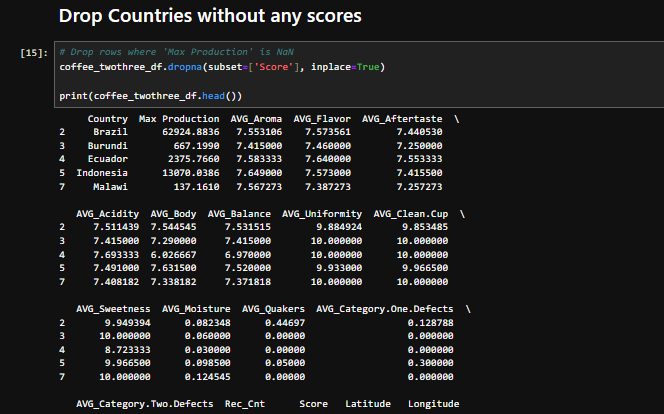 Drop Countries without any scores
[15]: # Drop rows where 'Max Production' is NaN
coffee_twothree_df.dropna(subset=['Score'], inplace=True)
print(coffee_twothree_df.head())
Country Max Production AVG_Aroma AVG_Flavor AVG_Aftertaste \
2 Brazil 62924.8836 7.553106 7.573561 7.440530
3 Burundi 667.1990 7.415000 7.460000 7.250000
4 Ecuador 2375.7660 7.583333 7.640000 7.553333
5 Indonesia 13070.0386 7.649000 7.573000 7.415500
7 Malawi 137.1610 7.567273 7.387273 7.257273
AVG_Acidity AVG_Body AVG_Balance AVG_Uniformity AVG_Clean.Cup \
2 7.511439 7.544545 7.531515 9.884924 9.853485
3 7.415000 7.290000 7.415000 10.000000 10.000000
4 7.693333 6.026667 6.970000 10.000000 10.000000
5 7.491000 7.631500 7.520000 9.933000 9.966500
7 7.408182 7.338182 7.371818 10.000000 10.000000
AVG_Sweetness AVG_Moisture AVG_Quakers AVG_Category.One.Defects \
2 9.949394 0.082348 0.44697 0.128788
3 10.000000 0.060000 0.00000 0.000000
4 8.723333 0.030000 0.00000 0.000000
5 9.966500 0.098500 0.05000 0.300000
7 10.000000 0.124545 0.00000 0.000000
AVG_Category.Two.Defects Rec_Cnt Score Latitude Longitude